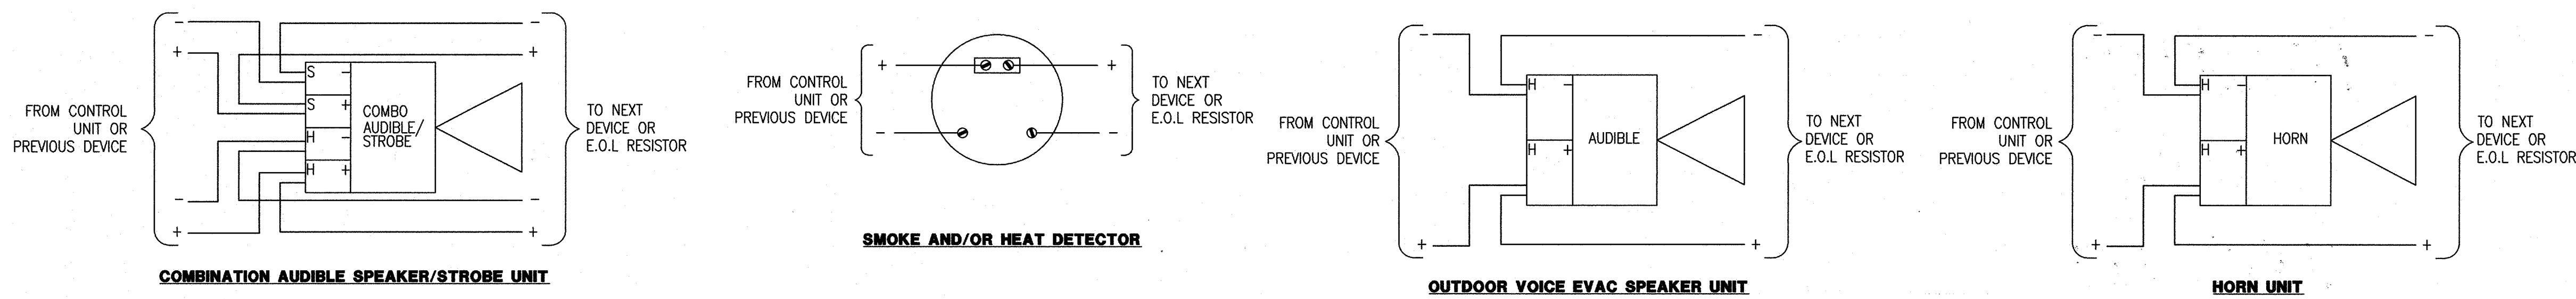 FROM CONTROL
UNIT OR
PREVIOUS DEVICE
−
+
−
+
S −
S +
H −
H +
COMBO
AUDIBLE/
STROBE
−
+
−
+
TO NEXT
DEVICE OR
E.O.L RESISTOR
COMBINATION AUDIBLE SPEAKER/STROBE UNIT
FROM CONTROL
UNIT OR
PREVIOUS DEVICE
+
−
+
−
TO NEXT
DEVICE OR
E.O.L RESISTOR
SMOKE AND/OR HEAT DETECTOR
FROM CONTROL
UNIT OR
PREVIOUS DEVICE
−
+
H −
H +
AUDIBLE
−
+
TO NEXT
DEVICE OR
E.O.L RESISTOR
OUTDOOR VOICE EVAC SPEAKER UNIT
FROM CONTROL
UNIT OR
PREVIOUS DEVICE
−
+
H −
H +
HORN
−
+
TO NEXT
DEVICE OR
E.O.L RESISTOR
HORN UNIT